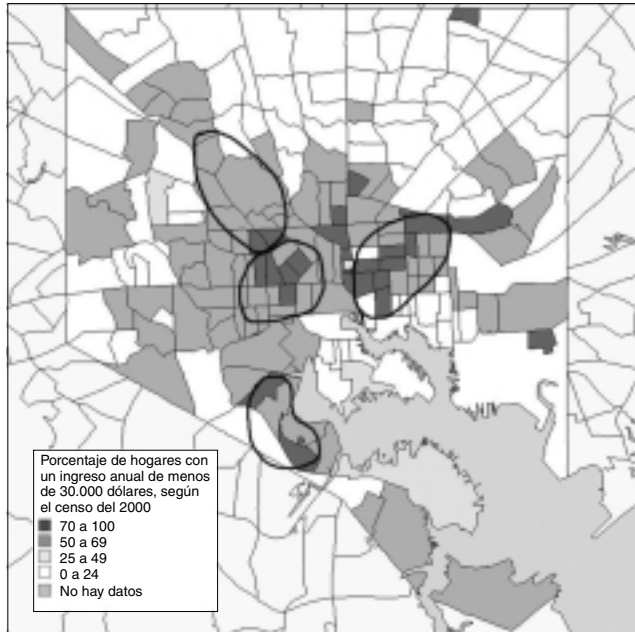 Porcentaje de hogares con
un ingreso anual de menos
de 30.000 dólares, según
el censo del 2000
70 a 100
50 a 69
25 a 49
0 a 24
No hay datos